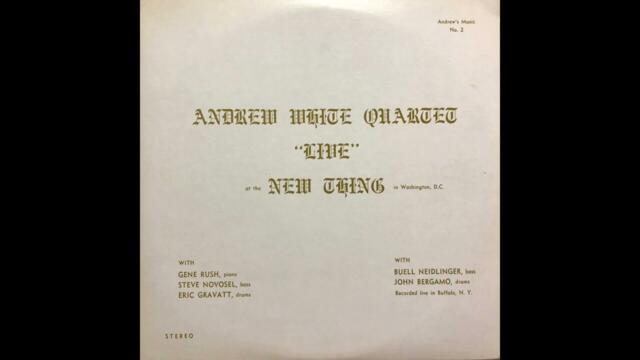 Andrew's Music
No. 2
ANDREW WHITE QUARTET
"LIVE"
at the NEW THING in Washington, D.C.
WITH
GENE RUSH, piano
STEVE NOVOSEL, bass
ERIC GRAVATT, drums
WITH
BUELL NEIDLINGER, bass
JOHN BERGAMO, drums
Recorded live in Buffalo, N. Y.
STEREO